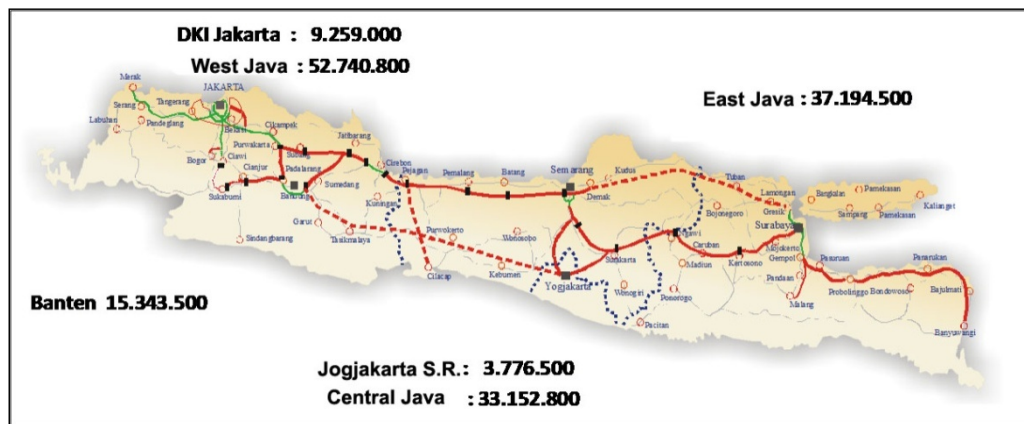 DKI Jakarta : 9.259.000
West Java : 52.740.800
East Java : 37.194.500
Merak
JAKARTA
Serang
Tangerang
Labuhan
Pandeglang
Bekasi
Cikampek
Jatibarang
Purwakarta
Subang
Cirebon
Bogor
Ciawi
Pejagan
Cianjur
Padalarang
Pemalang
Batang
Semarang
Kudus
Demak
Tuban
Lamongan
Gresik
Bangkalan
Pamekasan
Sampang
Pamekasan
Kalianget
Sukabumi
Bandung
Sumedang
Kuningan
Bojonegoro
Surabaya
Garut
Tasikmalaya
Purwokerto
Wonosobo
Ngawi
Caruban
Mojokerto
Sindangbarang
Surakarta
Madiun
Kertosono
Gempol
Pasuruan
Panarukan
Cilacap
Kebumen
Yogjakarta
Wonogiri
Ponorogo
Pandaan
Malang
Probolinggo
Bondowoso
Bajulmati
Pacitan
Banyuwangi
Banten 15.343.500
Jogjakarta S.R.: 3.776.500
Central Java : 33.152.800